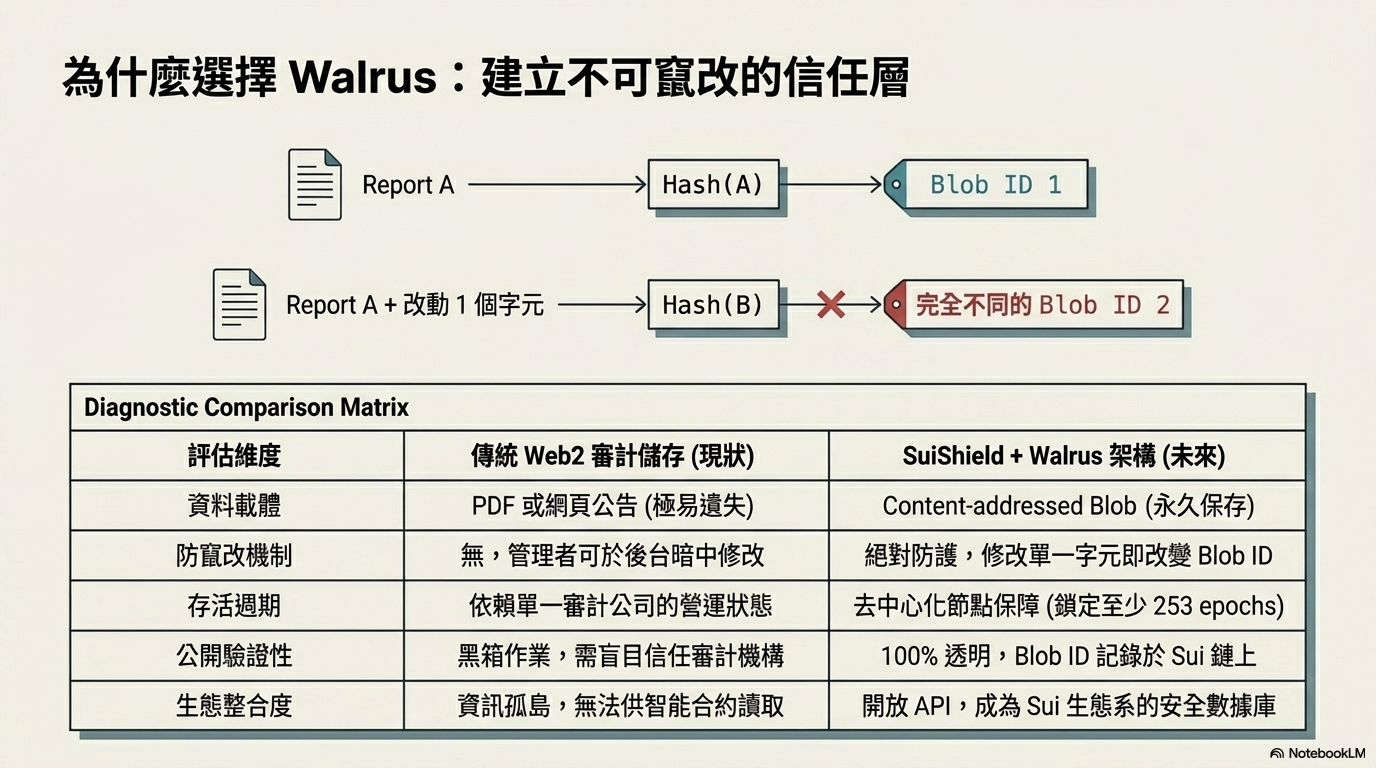 為什麼選擇 Walrus：建立不可竄改的信任層
Report A
Hash(A)
Blob ID 1
Report A + 改動 1 個字元
Hash(B)
完全不同的 Blob ID 2
Diagnostic Comparison Matrix
評估維度
傳統 Web2 審計儲存 (現狀)
SuiShield + Walrus 架構 (未來)
資料載體
PDF 或網頁公告 (極易遺失)
Content-addressed Blob (永久保存)
防竄改機制
無，管理者可於後台暗中修改
絕對防護，修改單一字元即改變 Blob ID
存活週期
依賴單一審計公司的營運狀態
去中心化節點保障 (鎖定至少 253 epochs)
公開驗證性
黑箱作業，需盲目信任審計機構
100% 透明，Blob ID 記錄於 Sui 鏈上
生態整合度
資訊孤島，無法供智能合約讀取
開放 API，成為 Sui 生態系的安全數據庫
NotebookLM